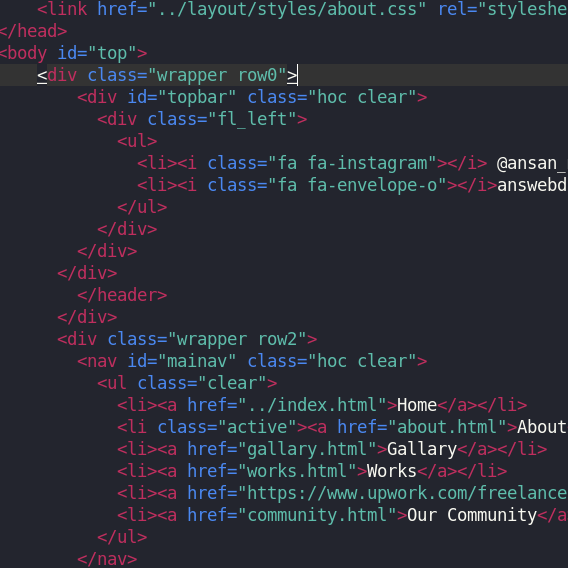 <link href="../layout/styles/about.css" rel="styleshe
</head>
<body id="top">
<div class="wrapper row0">
<div id="topbar" class="hoc clear">
<div class="fl_left">
<ul>
<li><i class="fa fa-instagram"></i> @ansan_
<li><i class="fa fa-envelope-o"></i>answebd
</ul>
</div>
</div>
</div>
</header>
</div>
<div class="wrapper row2">
<nav id="mainav" class="hoc clear">
<ul class="clear">
<li><a href="../index.html">Home</a></li>
<li class="active"><a href="about.html">About
<li><a href="gallary.html">Gallary</a></li>
<li><a href="works.html">Works</a></li>
<li><a href="https://www.upwork.com/freelance
<li><a href="community.html">Our Community</a
</ul>
</nav>